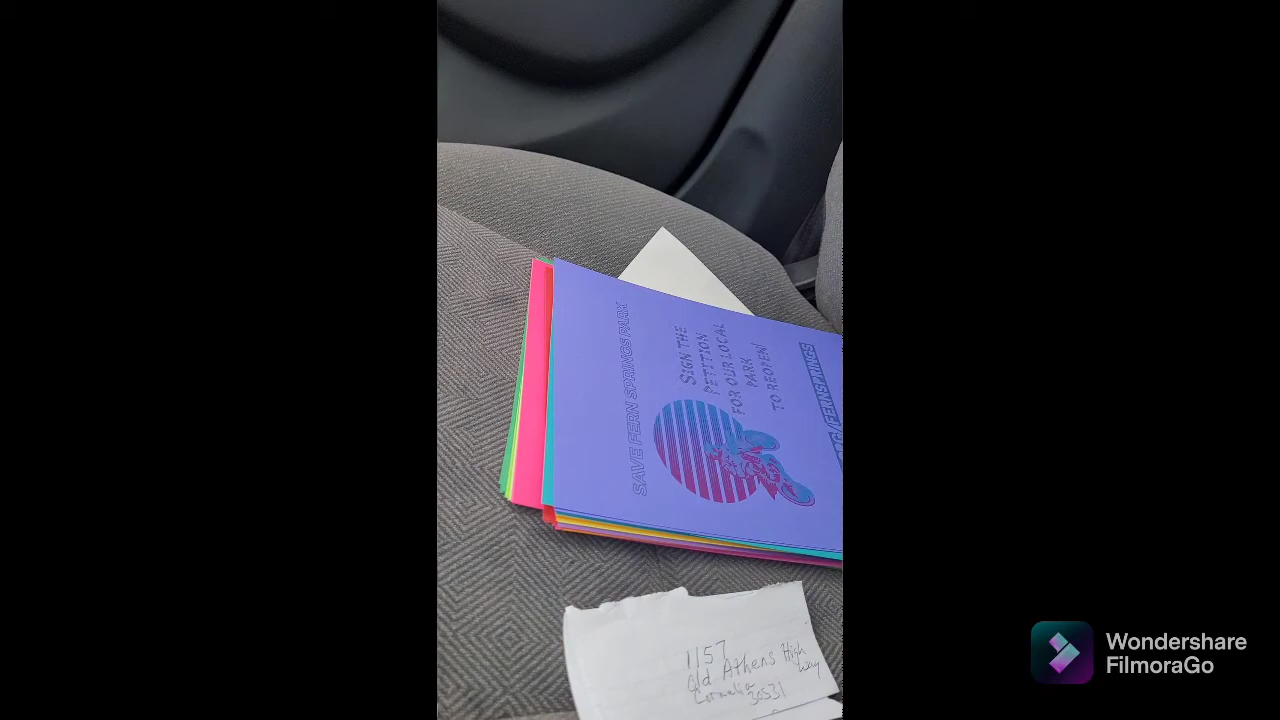 SAVE FERN SPRINGS PARK
SIGN THE
PETITION
FOR OUR LOCAL
PARK
TO REOPEN!
/FERNSPRINGS
1157
Old Athens High
way
Cornelia
30531
Wondershare
FilmoraGo